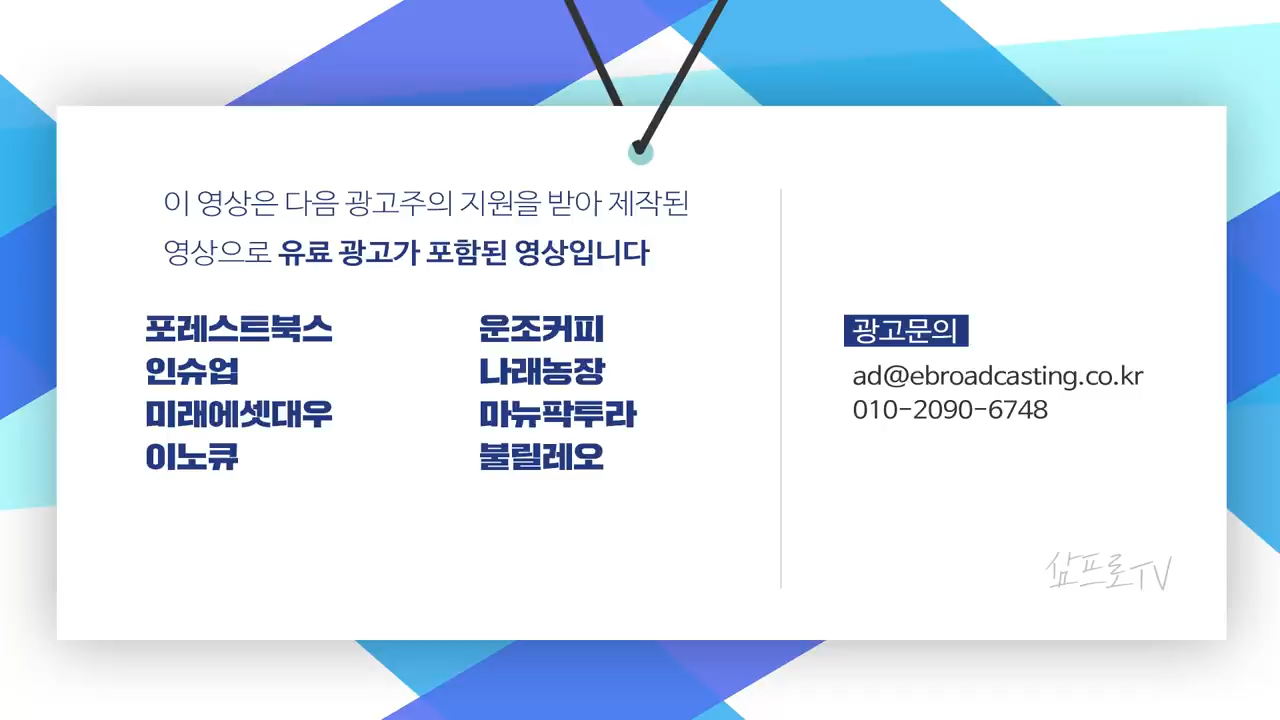 이 영상은 다음 광고주의 지원을 받아 제작된
영상으로 유료 광고가 포함된 영상입니다
포레스트북스
인슈업
미래에셋대우
이노큐
운조커피
나래농장
마뉴팍투라
불릴레오
광고문의
ad@ebroadcasting.co.kr
010-2090-6748
삼프로TV